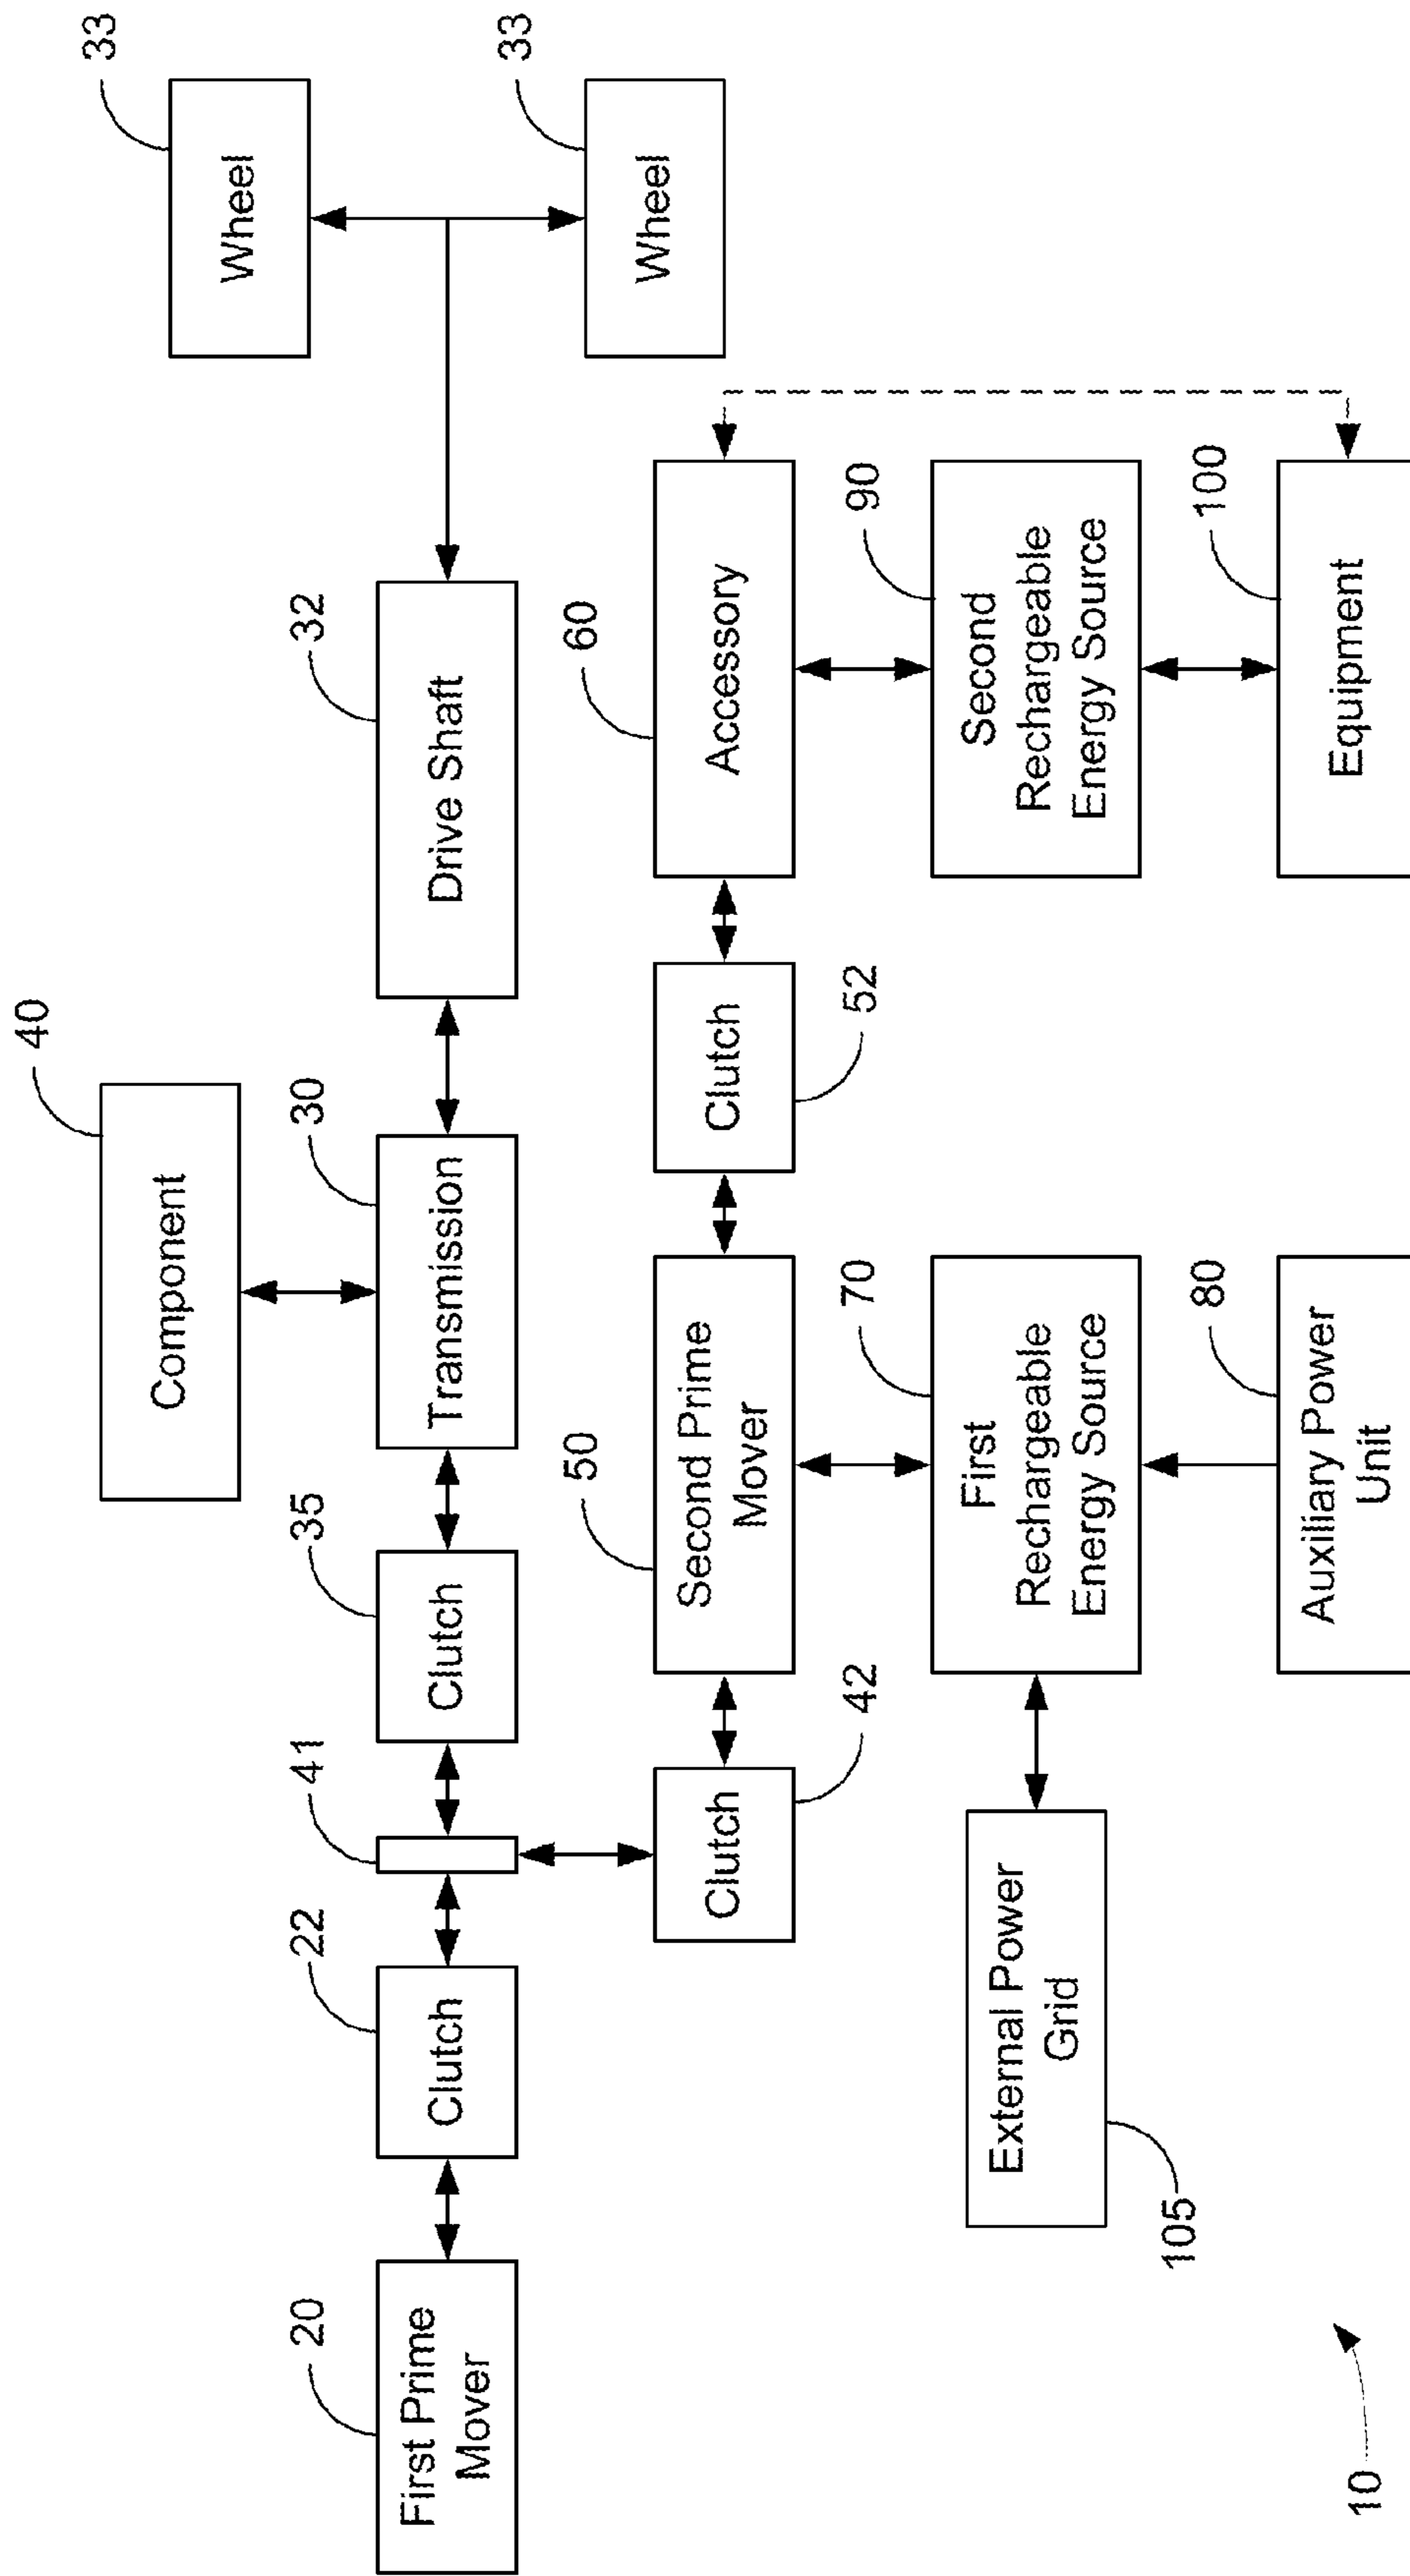 33
Wheel
33
Wheel
40
Component
20
First Prime
Mover
22
Clutch
41
35
Clutch
30
Transmission
32
Drive Shaft
42
Clutch
50
Second Prime
Mover
52
Clutch
60
Accessory
105
External Power
Grid
70
First
Rechargeable
Energy Source
90
Second
Rechargeable
Energy Source
80
Auxiliary Power
Unit
100
Equipment
10